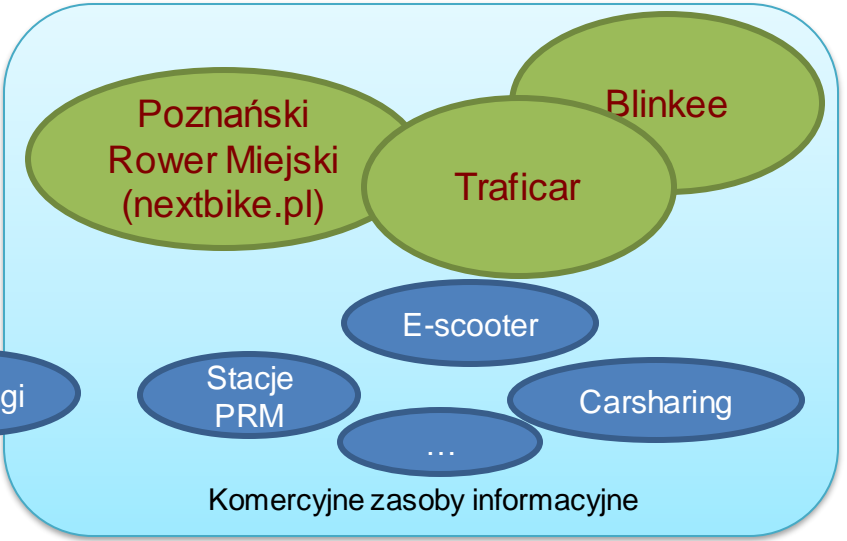 Poznański
Rower Miejski
(nextbike.pl)
Blinkee
Traficar
E-scooter
Stacje
PRM
Carsharing
…
Komercyjne zasoby informacyjne